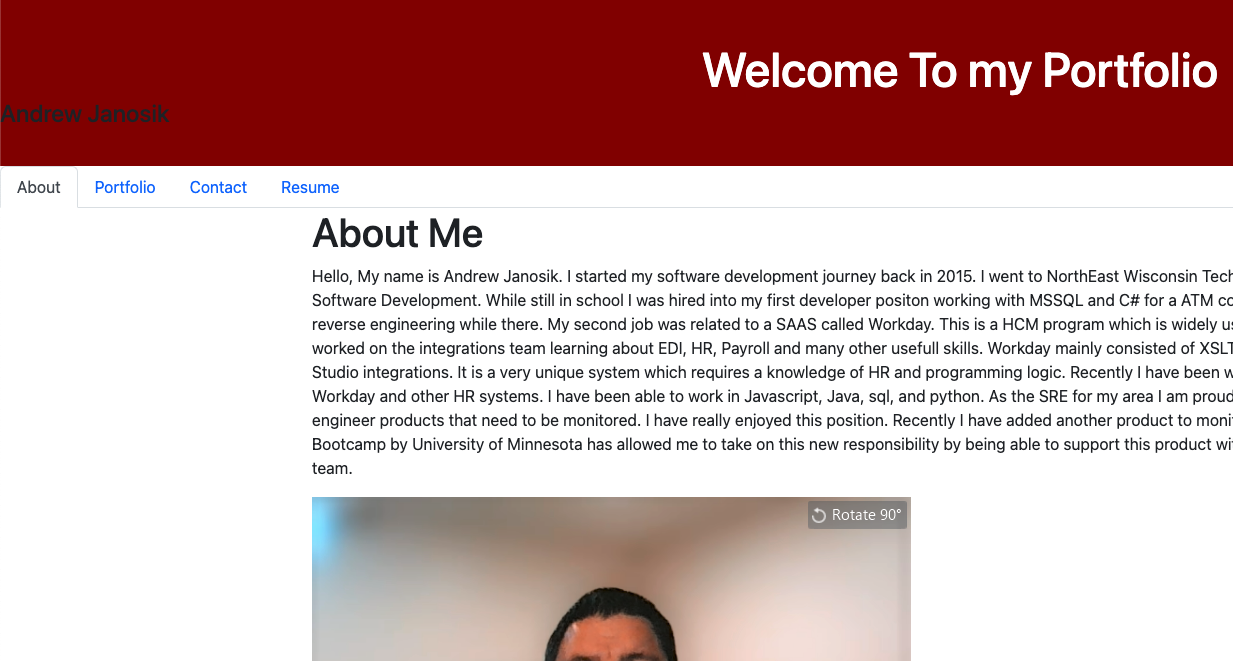 Welcome To my Portfolio
Andrew Janosik
About Portfolio Contact Resume
About Me
Hello, My name is Andrew Janosik. I started my software development journey back in 2015. I went to NorthEast Wisconsin Tech
Software Development. While still in school I was hired into my first developer positon working with MSSQL and C# for a ATM co
reverse engineering while there. My second job was related to a SAAS called Workday. This is a HCM program which is widely us
worked on the integrations team learning about EDI, HR, Payroll and many other usefull skills. Workday mainly consisted of XSLT
Studio integrations. It is a very unique system which requires a knowledge of HR and programming logic. Recently I have been w
Workday and other HR systems. I have been able to work in Javascript, Java, sql, and python. As the SRE for my area I am proud
engineer products that need to be monitored. I have really enjoyed this position. Recently I have added another product to moni
Bootcamp by University of Minnesota has allowed me to take on this new responsibility by being able to support this product wi
team.
Rotate 90°